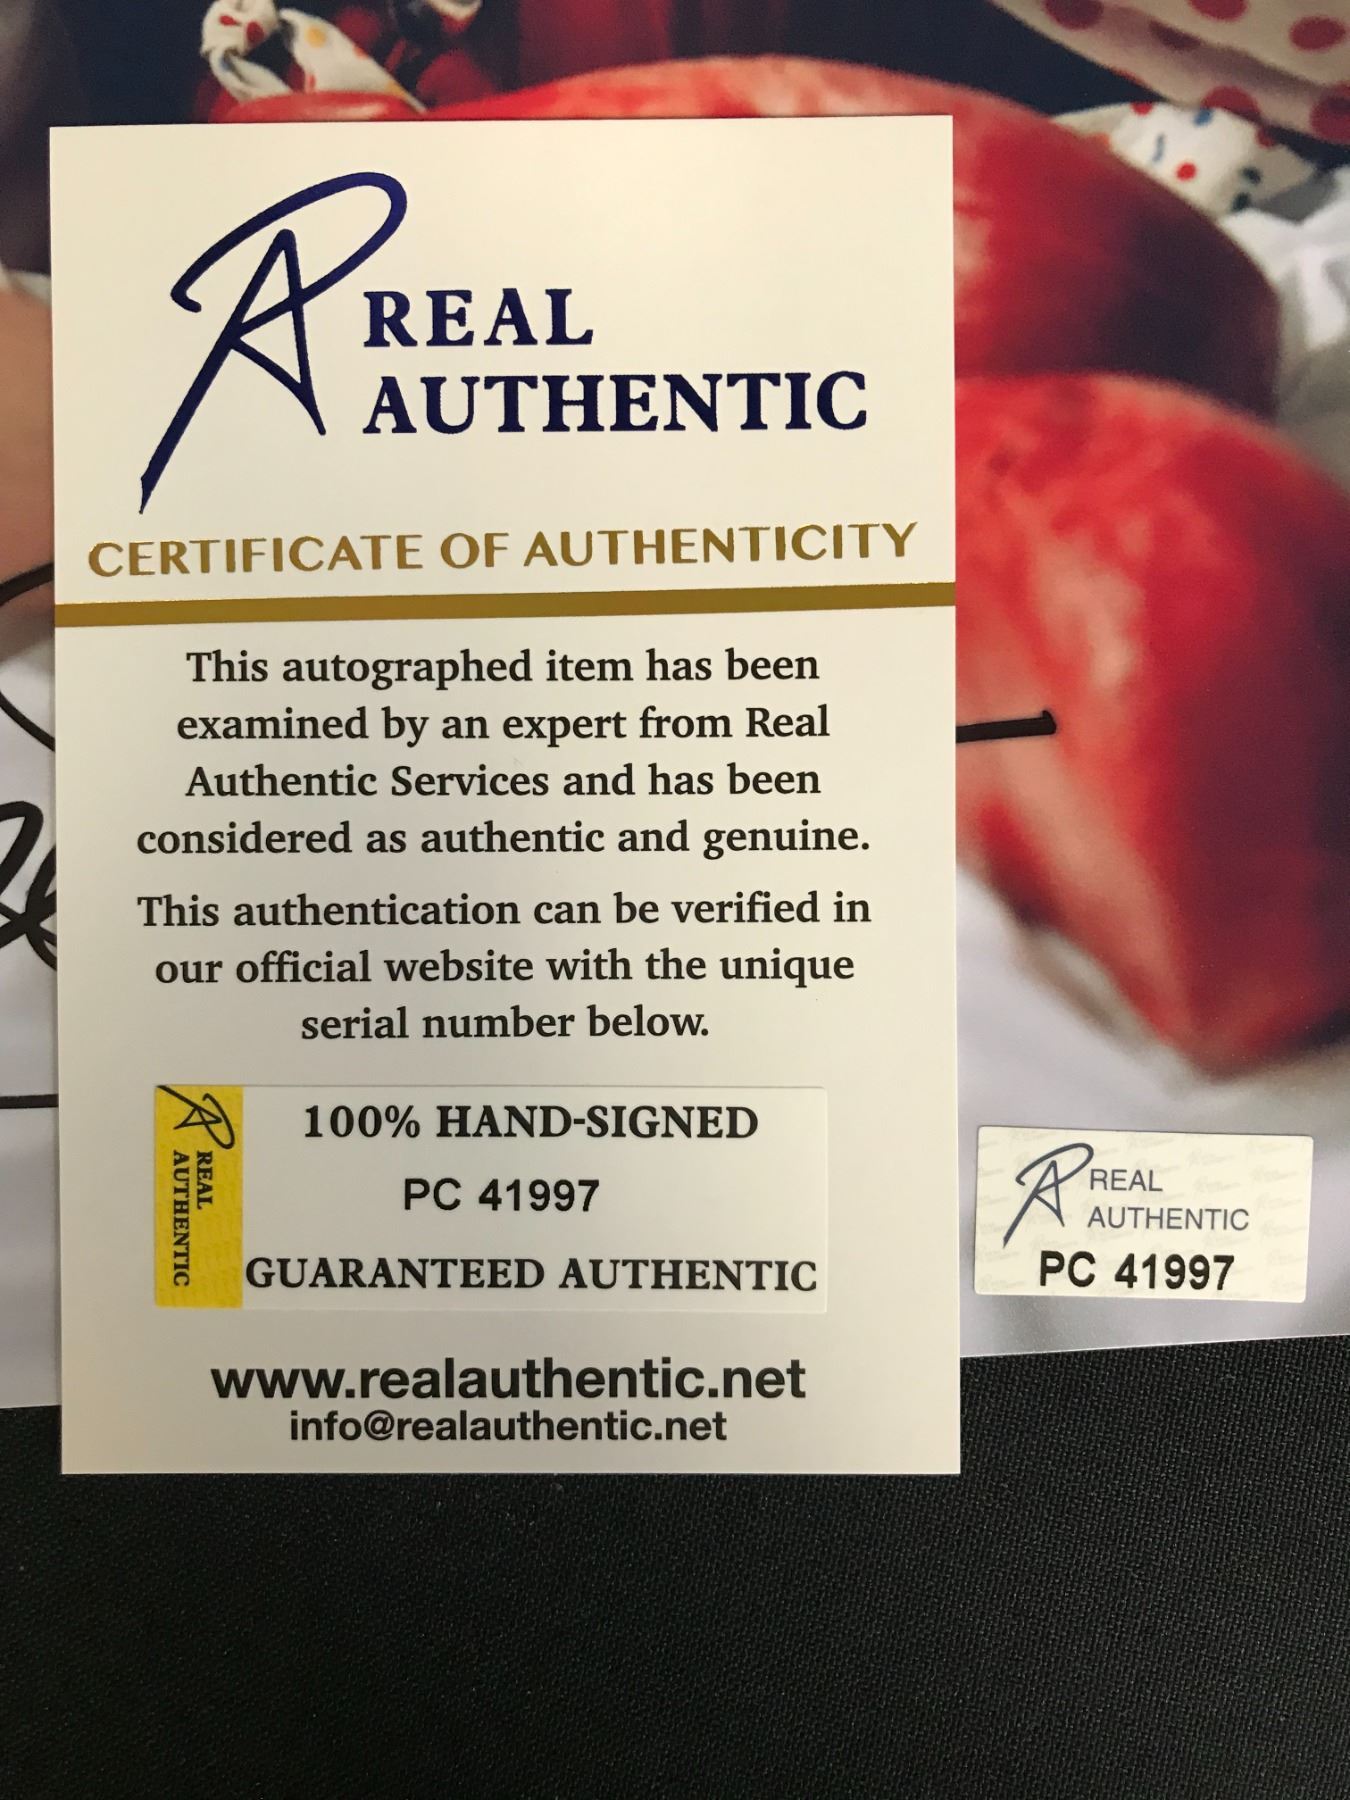 REAL
AUTHENTIC
CERTIFICATE OF AUTHENTICITY
This autographed item has been
examined by an expert from Real
Authentic Services and has been
considered as authentic and genuine.
This authentication can be verified in
our official website with the unique
serial number below.
REAL
AUTHENTIC
100% HAND-SIGNED
PC 41997
GUARANTEED AUTHENTIC
www.realauthentic.net
info@realauthentic.net
REAL
AUTHENTIC
PC 41997